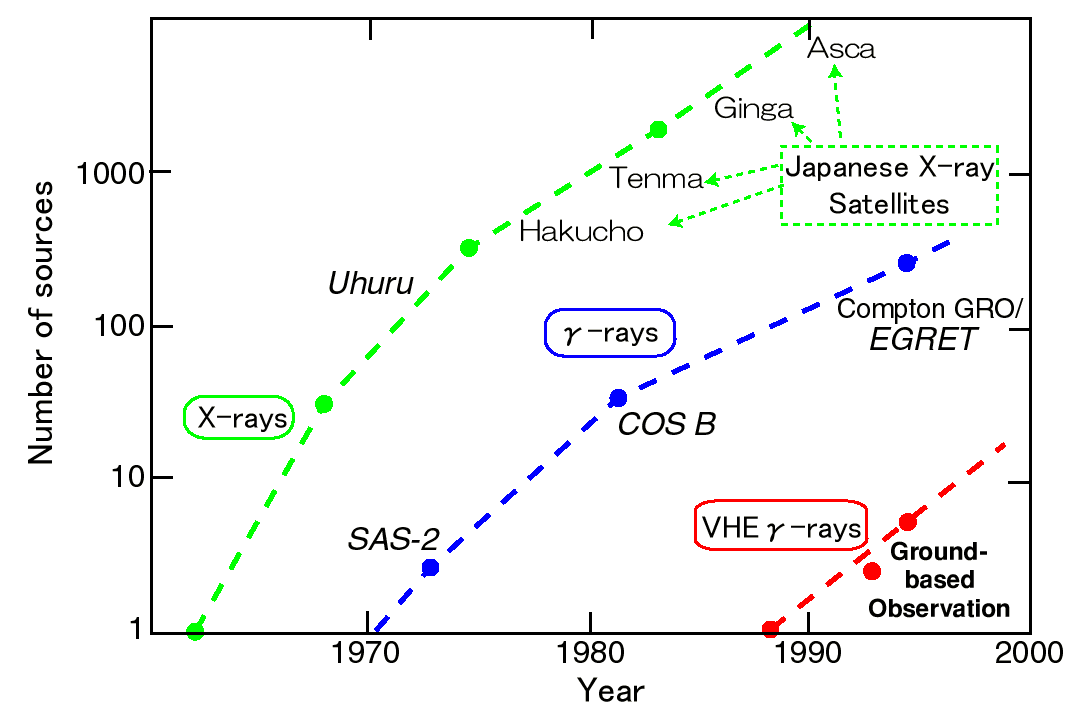 Asca
Ginga
Japanese X-ray
Satellites
1000
Tenma
Hakucho
Uhuru
Number of sources
100
γ-rays
Compton GRO/
EGRET
X-rays
COS B
10
VHE γ-rays
SAS-2
Ground-
based
Observation
1
1970
1980
1990
2000
Year